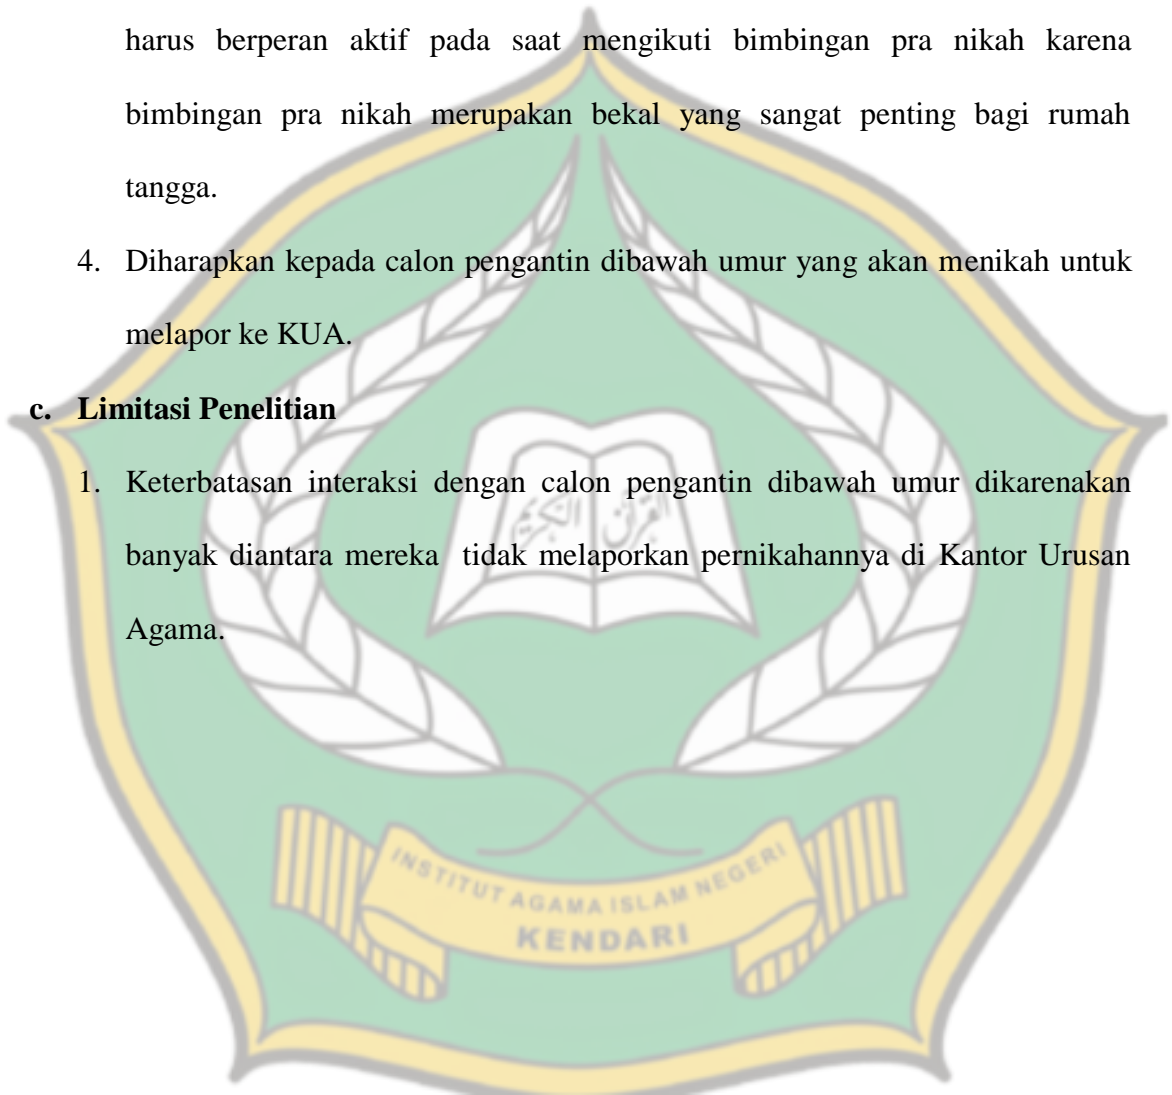 harus berperan aktif pada saat mengikuti bimbingan pra nikah karena
bimbingan pra nikah merupakan bekal yang sangat penting bagi rumah
tangga.
4. Diharapkan kepada calon pengantin dibawah umur yang akan menikah untuk
melapor ke KUA.
c. Limitasi Penelitian
1. Keterbatasan interaksi dengan calon pengantin dibawah umur dikarenakan
banyak diantara mereka tidak melaporkan pernikahannya di Kantor Urusan
Agama.
القرآن الكريم
INSTITUT AGAMA ISLAM NEGERI
KENDARI